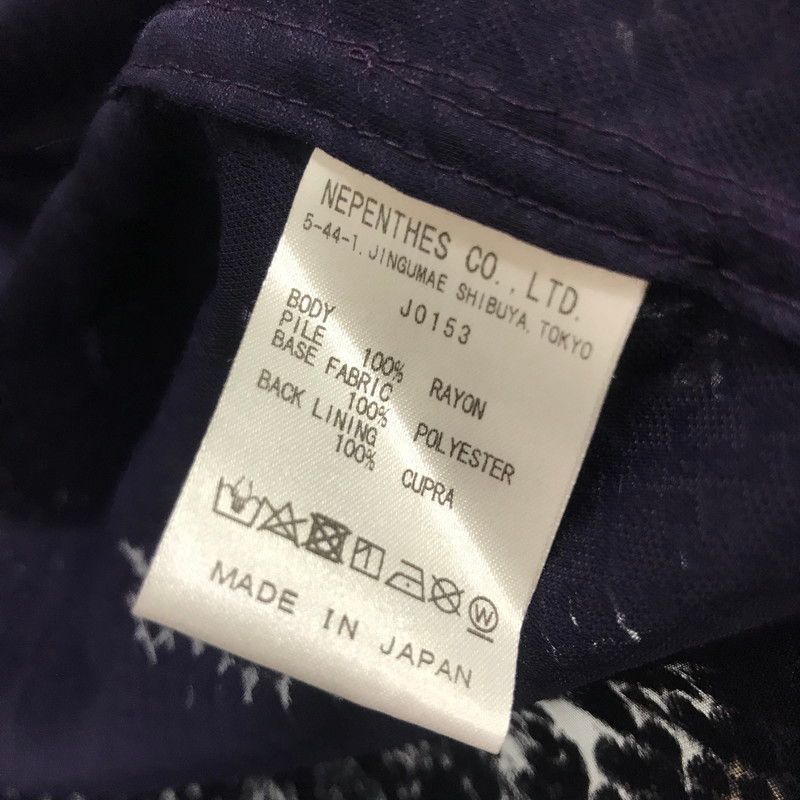 NEPENTHES CO.,LTD.
5-44-1, JINGUMAE SHIBUYA, TOKYO
J0153
BODY
PILE 100% RAYON
BASE FABRIC
100% POLYESTER
BACK LINING
100% CUPRA
W
MADE IN JAPAN